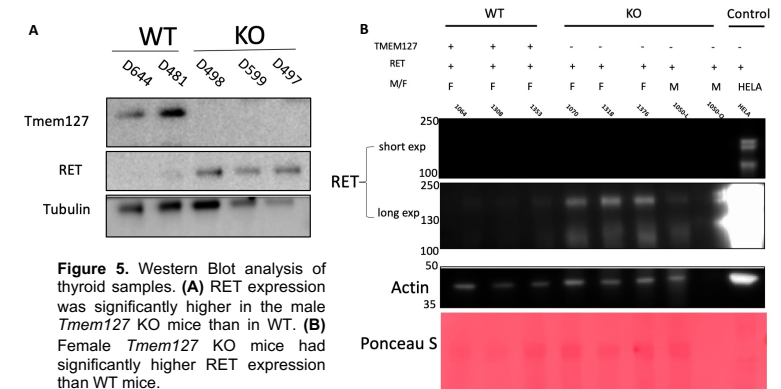 A
WT KO
D644 D481 D498 D599 D497
Tmem127
RET
Tubulin
Figure 5. Western Blot analysis of
thyroid samples. (A) RET expression
was significantly higher in the male
Tmem127 KO mice than in WT. (B)
Female Tmem127 KO mice had
significantly higher RET expression
than WT mice.
B
WT KO Control
TMEM127 + + + - - - - - -
RET + + + + + + + + +
M/F F F F F F F M M HELA
1064 1308 1353 1070 1318 1376 1050-L 1050-O HELA
250
short exp
100
RET
250
long exp
130
100
50
Actin
35
Ponceau S